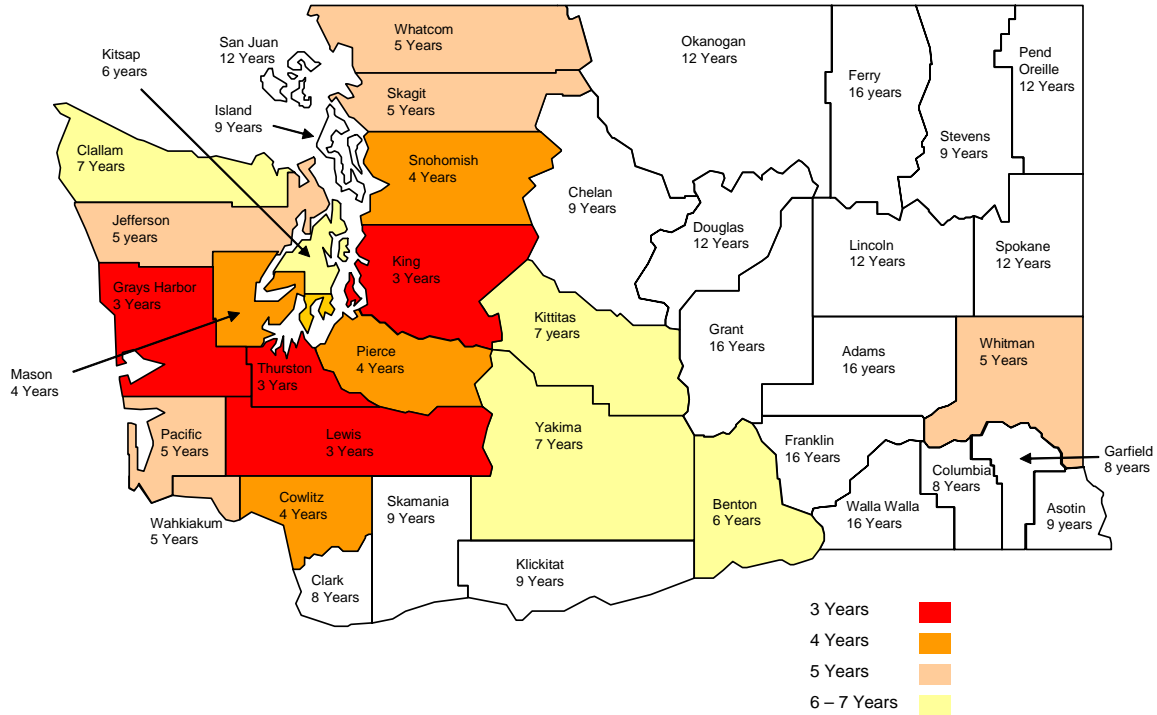 Whatcom
5 Years
Okanogan
12 Years
San Juan
12 Years
Kitsap
6 years
Pend
Oreille
12 Years
Ferry
16 years
Skagit
5 Years
Island
9 Years
Stevens
9 Years
Clallam
7 Years
Snohomish
4 Years
Chelan
9 Years
Jefferson
5 years
Douglas
12 Years
Lincoln
12 Years
Spokane
12 Years
King
3 Years
Grays Harbor
3 Years
Kittitas
7 years
Grant
16 Years
Whitman
5 Years
Adams
16 years
Pierce
4 Years
Thurston
3 Yars
Mason
4 Years
Pacific
5 Years
Lewis
3 Years
Yakima
7 Years
Franklin
16 Years
Garfield
8 years
Columbia
8 Years
Cowlitz
4 Years
Skamania
9 Years
Benton
6 Years
Walla Walla
16 Years
Asotin
9 years
Wahkiakum
5 Years
Klickitat
9 Years
Clark
8 Years
3 Years
4 Years
5 Years
6 – 7 Years